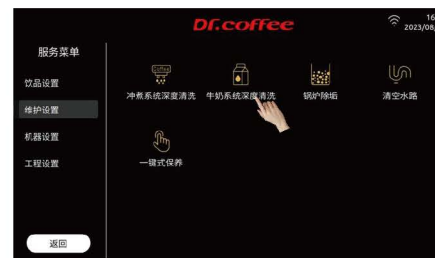 Dr.coffee
16
2023/08/
服务菜单
饮品设置
维护设置
机器设置
工程设置
返回
冲煮系统深度清洗
牛奶系统深度清洗
锅炉除垢
清空水路
一键式保养